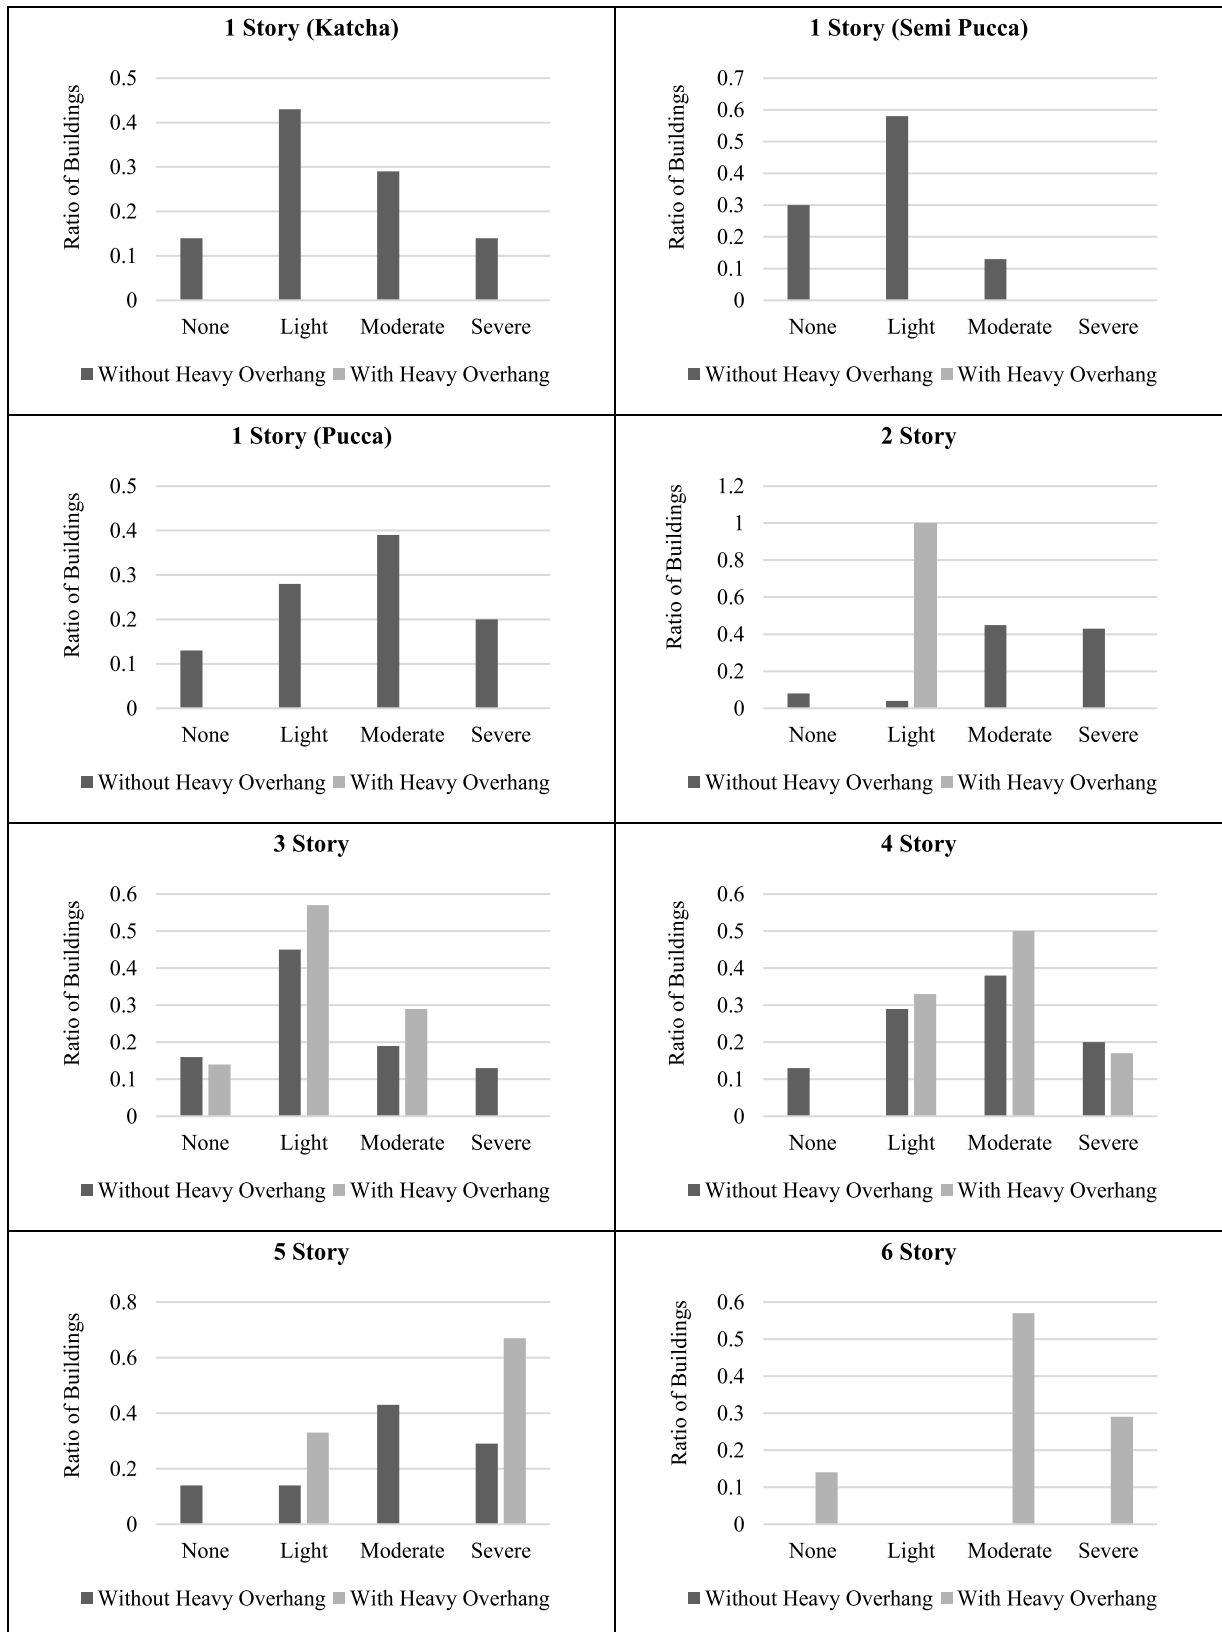 1 Story (Katcha)
Ratio of Buildings
0.5
0.4
0.3
0.2
0.1
0
None Light Moderate Severe
Without Heavy Overhang With Heavy Overhang
1 Story (Semi Pucca)
Ratio of Buildings
0.7
0.6
0.5
0.4
0.3
0.2
0.1
0
None Light Moderate Severe
Without Heavy Overhang With Heavy Overhang
1 Story (Pucca)
Ratio of Buildings
0.5
0.4
0.3
0.2
0.1
0
None Light Moderate Severe
Without Heavy Overhang With Heavy Overhang
2 Story
Ratio of Buildings
1.2
1
0.8
0.6
0.4
0.2
0
None Light Moderate Severe
Without Heavy Overhang With Heavy Overhang
3 Story
Ratio of Buildings
0.6
0.5
0.4
0.3
0.2
0.1
0
None Light Moderate Severe
Without Heavy Overhang With Heavy Overhang
4 Story
Ratio of Buildings
0.6
0.5
0.4
0.3
0.2
0.1
0
None Light Moderate Severe
Without Heavy Overhang With Heavy Overhang
5 Story
Ratio of Buildings
0.8
0.6
0.4
0.2
0
None Light Moderate Severe
Without Heavy Overhang With Heavy Overhang
6 Story
Ratio of Buildings
0.6
0.5
0.4
0.3
0.2
0.1
0
None Light Moderate Severe
Without Heavy Overhang With Heavy Overhang